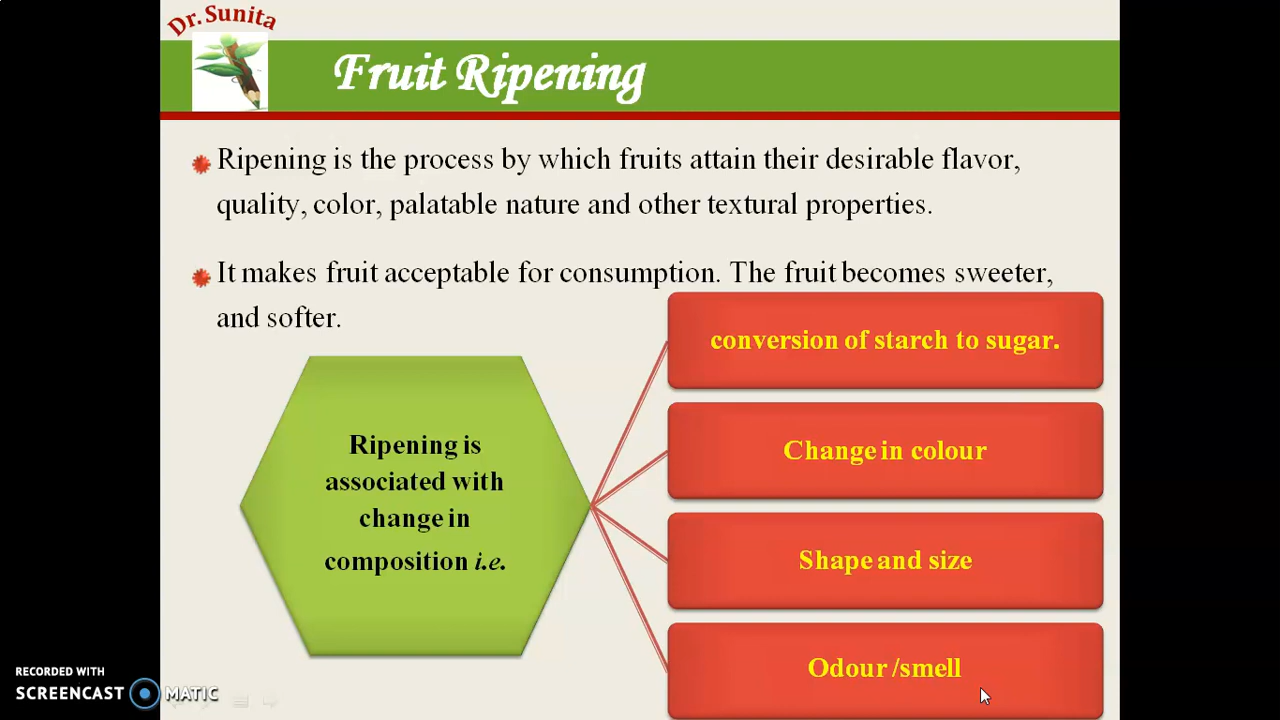 Dr. Sunita
Fruit Ripening
Ripening is the process by which fruits attain their desirable flavor,
quality, color, palatable nature and other textural properties.
It makes fruit acceptable for consumption. The fruit becomes sweeter,
and softer.
Ripening is
associated with
change in
composition i.e.
conversion of starch to sugar.
Change in colour
Shape and size
Odour /smell
RECORDED WITH
SCREENCAST MATIC